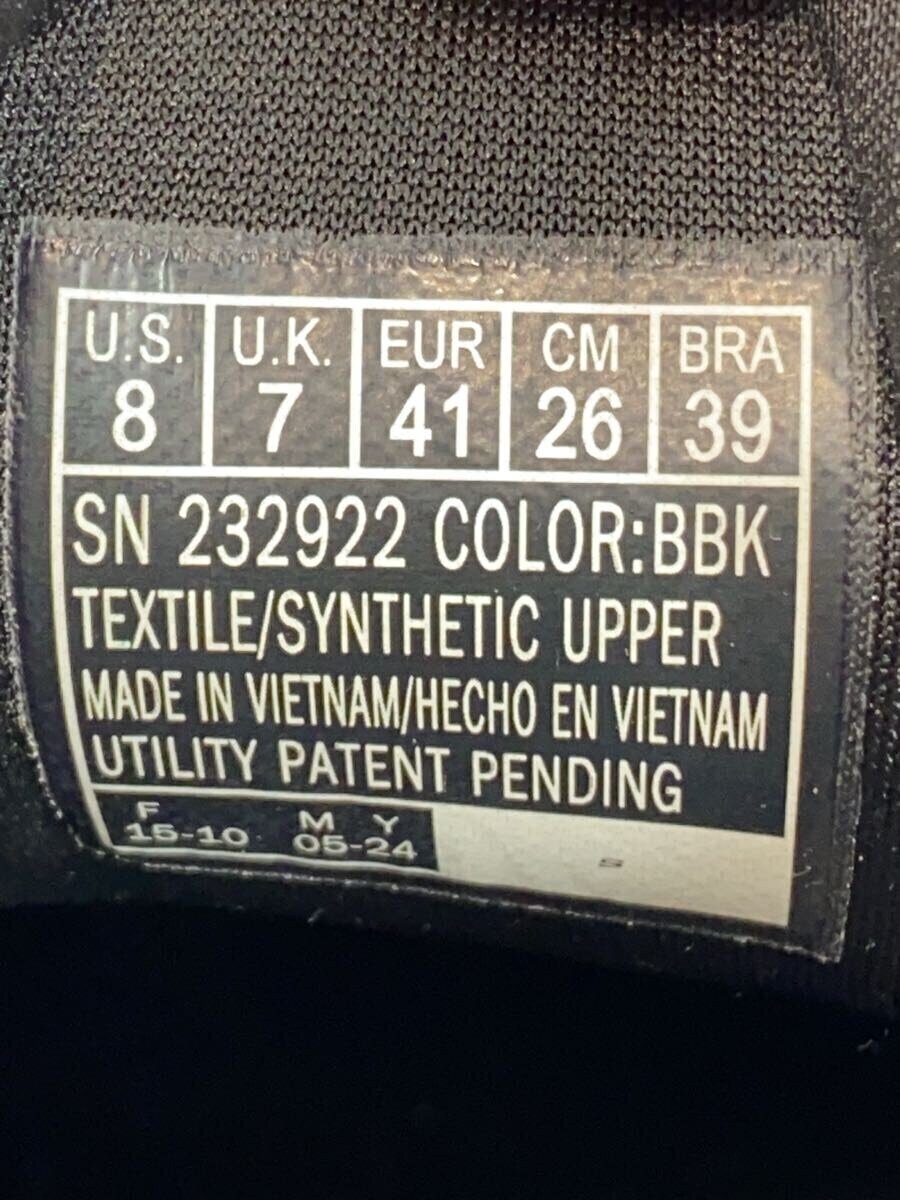 U.S. U.K. EUR CM BRA
8 7 41 26 39
SN 232922 COLOR:BBK
TEXTILE/SYNTHETIC UPPER
MADE IN VIETNAM/HECHO EN VIETNAM
UTILITY PATENT PENDING
F M Y
15-10 05-24
S